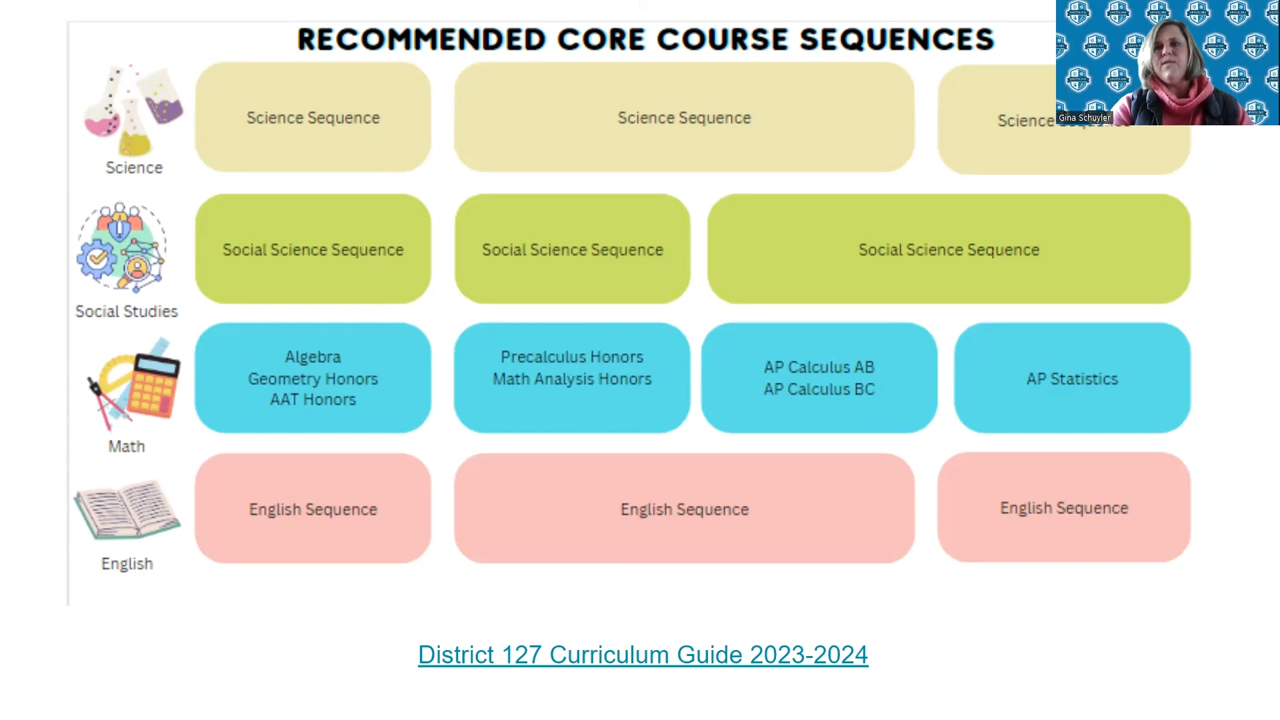 RECOMMENDED CORE COURSE SEQUENCES
Science Sequence
Science Sequence
Science
Gina Schuyler
Science
Social Science Sequence
Social Science Sequence
Social Science Sequence
Social Studies
Algebra
Geometry Honors
AAT Honors
Precalculus Honors
Math Analysis Honors
AP Calculus AB
AP Calculus BC
AP Statistics
Math
English Sequence
English Sequence
English Sequence
English
District 127 Curriculum Guide 2023-2024